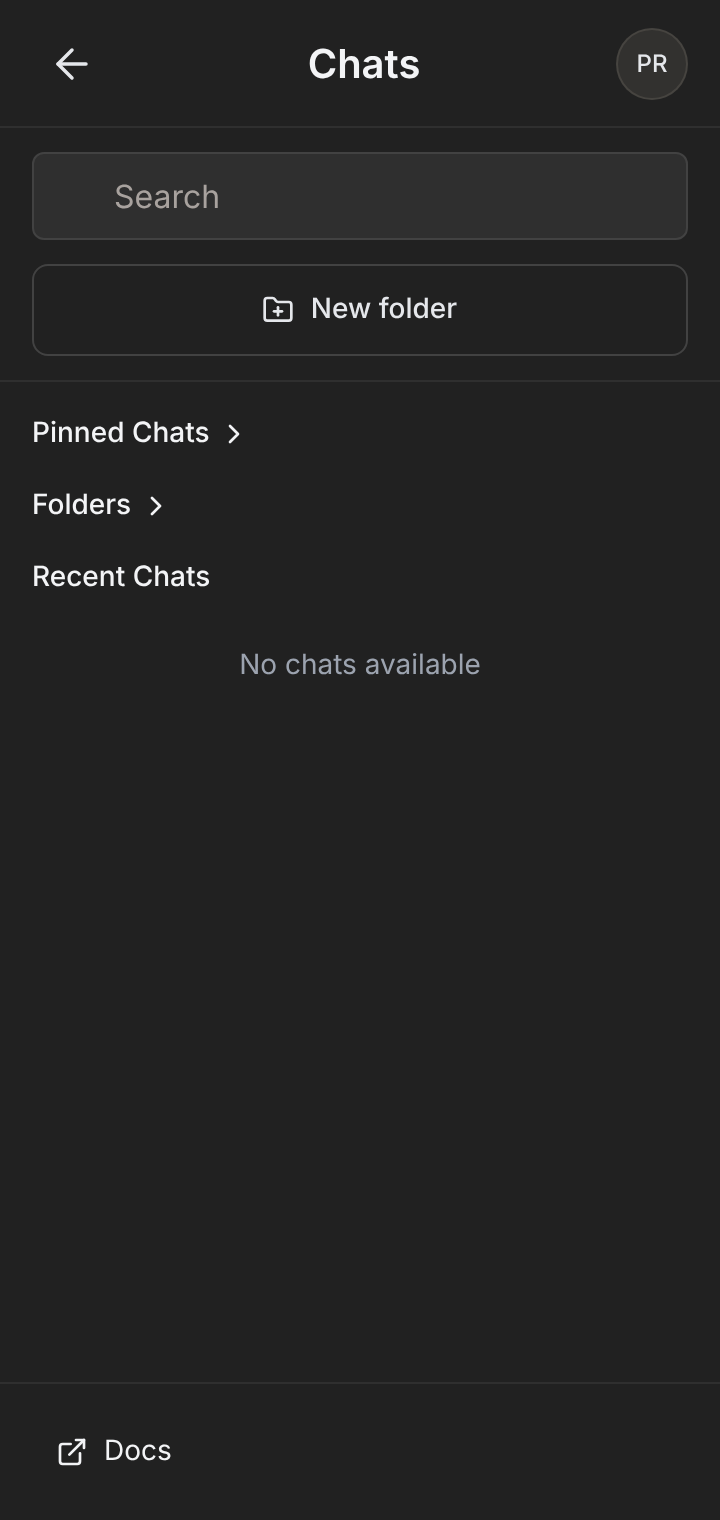 Chats
PR
Search
New folder
Pinned Chats
Folders
Recent Chats
No chats available
Docs